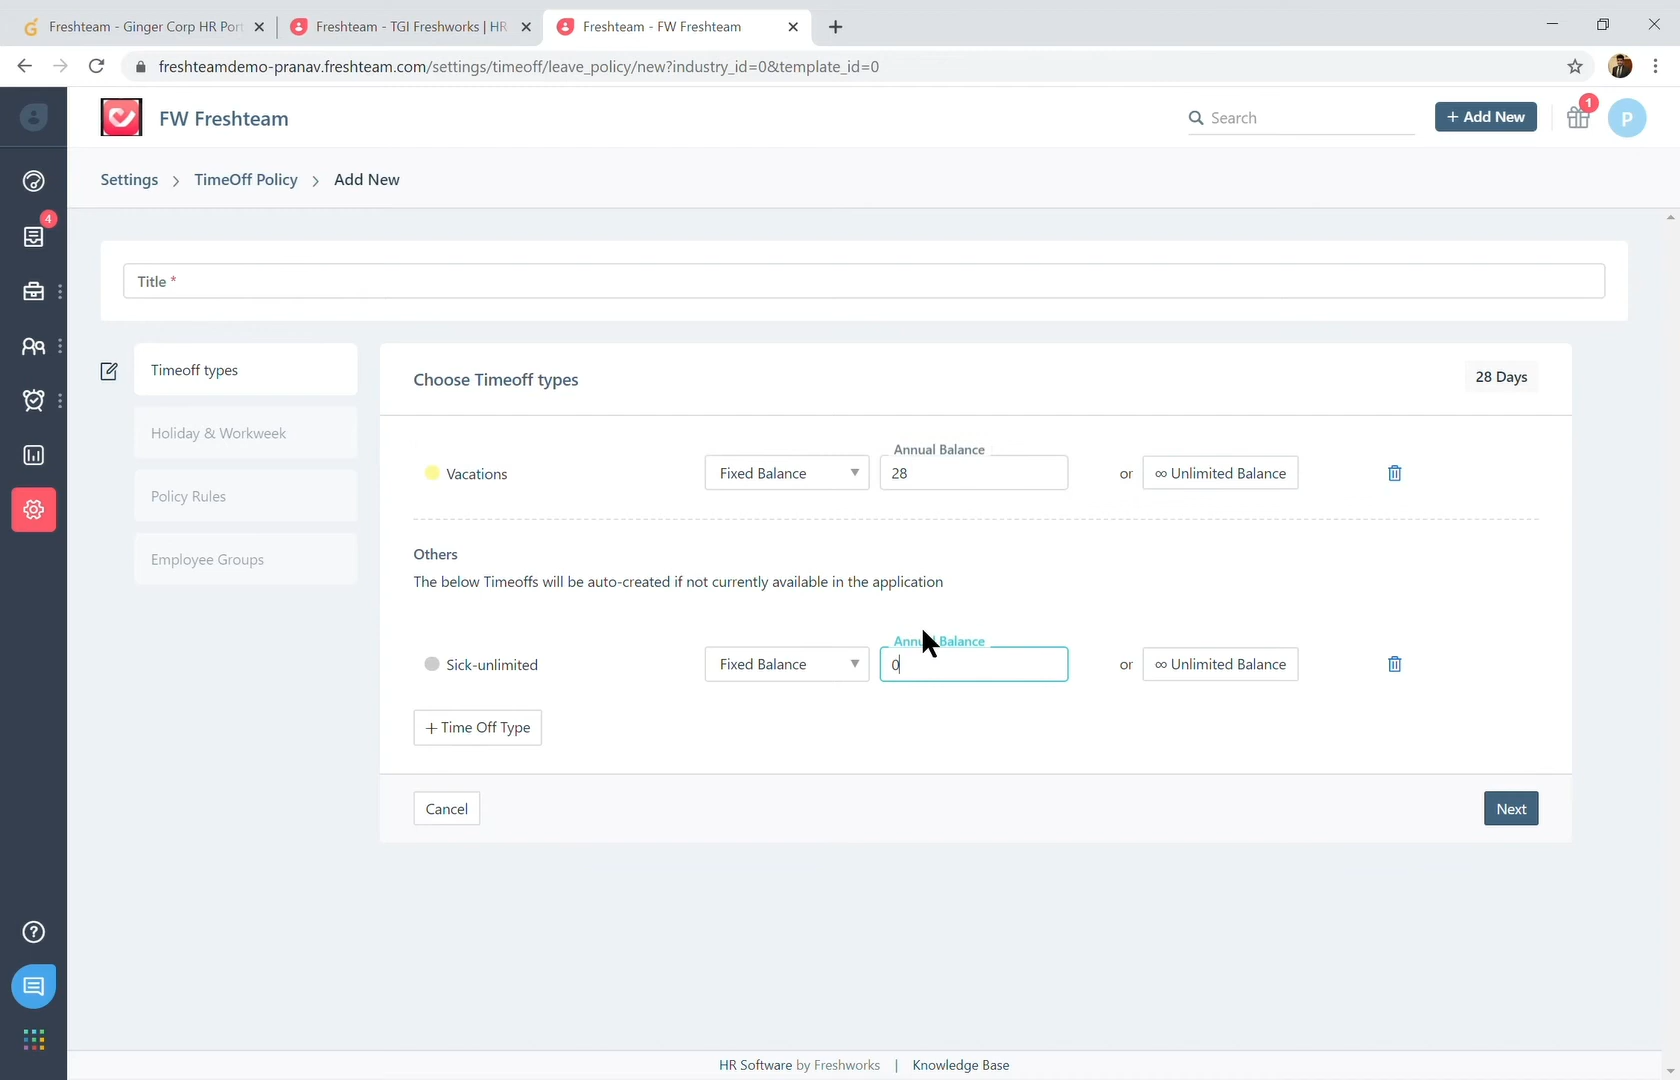 Freshteam - Ginger Corp HR Por
Freshteam - TGI Freshworks | HR
Freshteam - FW Freshteam
freshteamdemo-pranav.freshteam.com/settings/timeoff/leave_policy/new?industry_id=0&template_id=0
FW Freshteam
Search
+ Add New
1
P
Settings > TimeOff Policy > Add New
4
Title *
Timeoff types
Holiday & Workweek
Policy Rules
Employee Groups
Choose Timeoff types
28 Days
Vacations
Fixed Balance
Annual Balance
28
or
∞ Unlimited Balance
Others
The below Timeoffs will be auto-created if not currently available in the application
Sick-unlimited
Fixed Balance
Annual Balance
0
or
∞ Unlimited Balance
+ Time Off Type
Cancel
Next
HR Software by Freshworks | Knowledge Base